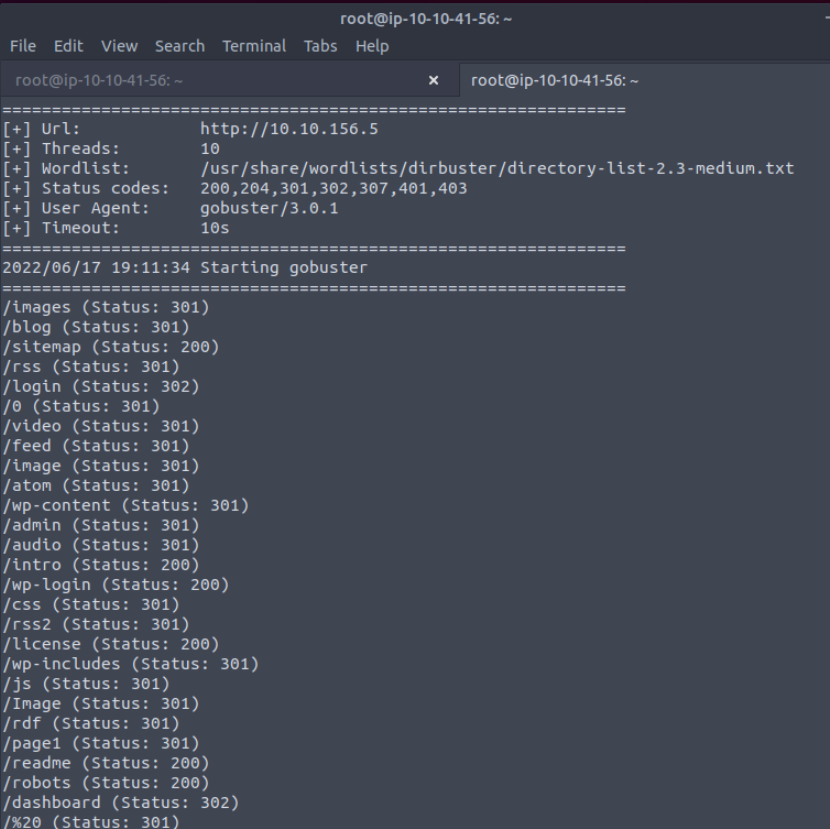 root@ip-10-10-41-56: ~
File Edit View Search Terminal Tabs Help
root@ip-10-10-41-56: ~ × root@ip-10-10-41-56: ~
===============================================================
[+] Url:            http://10.10.156.5
[+] Threads:        10
[+] Wordlist:       /usr/share/wordlists/dirbuster/directory-list-2.3-medium.txt
[+] Status codes:   200,204,301,302,307,401,403
[+] User Agent:     gobuster/3.0.1
[+] Timeout:        10s
===============================================================
2022/06/17 19:11:34 Starting gobuster
===============================================================
/images (Status: 301)
/blog (Status: 301)
/sitemap (Status: 200)
/rss (Status: 301)
/login (Status: 302)
/0 (Status: 301)
/video (Status: 301)
/feed (Status: 301)
/image (Status: 301)
/atom (Status: 301)
/wp-content (Status: 301)
/admin (Status: 301)
/audio (Status: 301)
/intro (Status: 200)
/wp-login (Status: 200)
/css (Status: 301)
/rss2 (Status: 301)
/license (Status: 200)
/wp-includes (Status: 301)
/js (Status: 301)
/Image (Status: 301)
/rdf (Status: 301)
/page1 (Status: 301)
/readme (Status: 200)
/robots (Status: 200)
/dashboard (Status: 302)
/%20 (Status: 301)